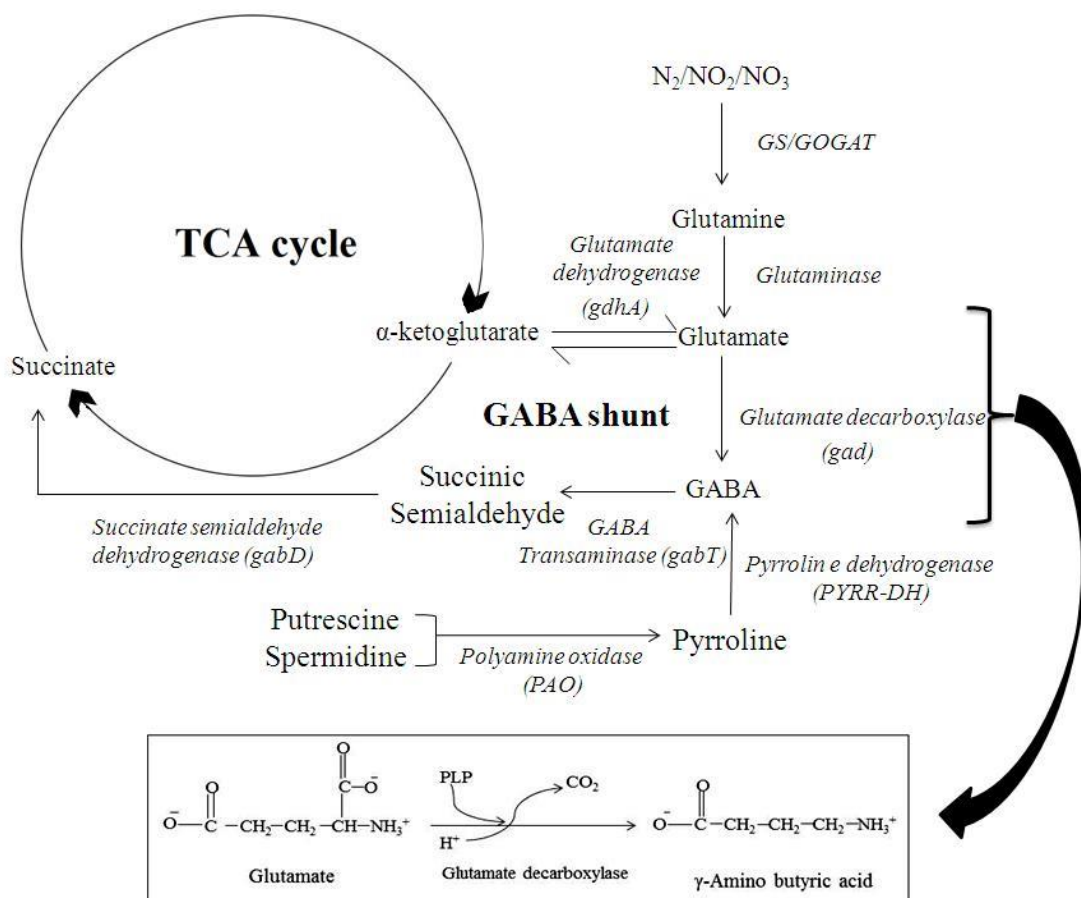 N₂/NO₂/NO₃
GS/GOGAT
Glutamine
TCA cycle
Glutamate
dehydrogenase
(gdhA)
Glutaminase
α-ketoglutarate
Glutamate
Succinate
GABA shunt
Glutamate decarboxylase
(gad)
Succinic
Semialdehyde
GABA
Succinate semialdehyde
dehydrogenase (gabD)
GABA
Transaminase (gabT)
Pyrrolin e dehydrogenase
(PYRR-DH)
Putrescine
Spermidine
Polyamine oxidase
(PAO)
Pyrroline
O
O
C–O⁻
O⁻–C–CH₂–CH₂–CH–NH₃⁺
Glutamate
PLP
CO₂
H⁺
Glutamate decarboxylase
O
O⁻–C–CH₂–CH₂–CH₂–NH₃⁺
γ-Amino butyric acid